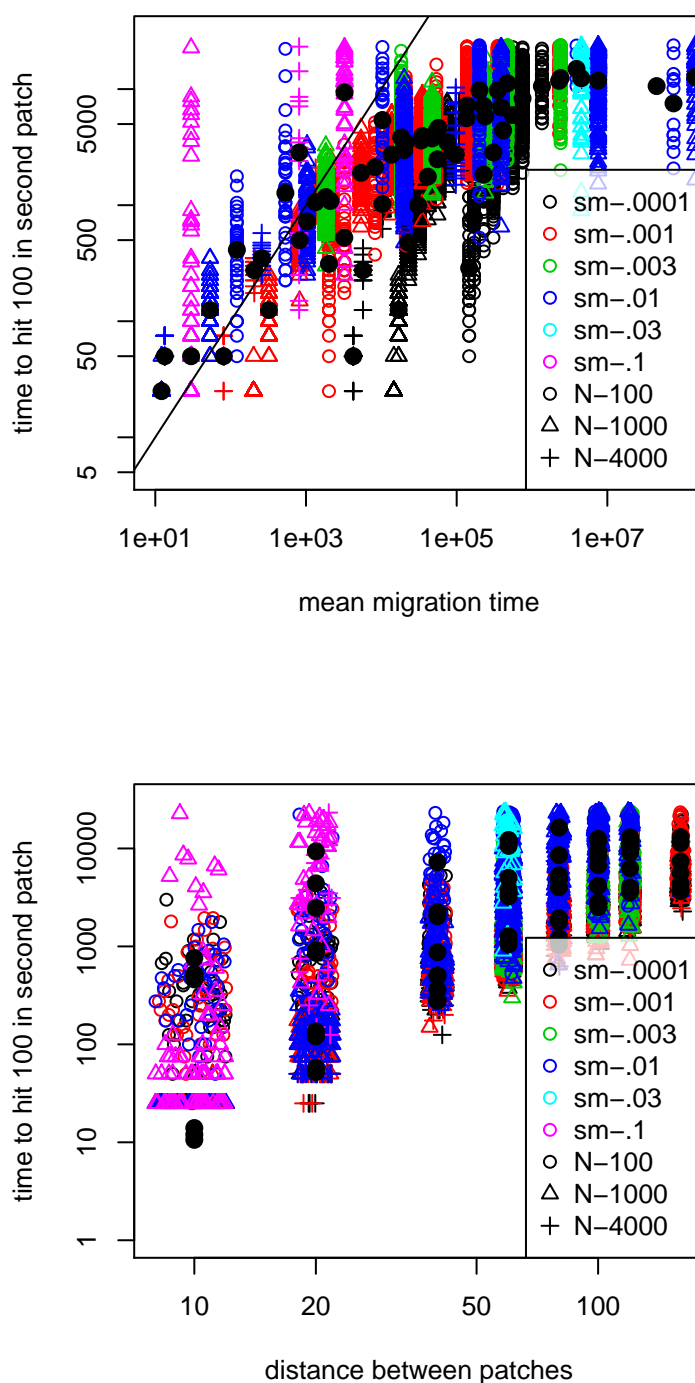 time to hit 100 in second patch
5000
500
50
5
1e+01
1e+03
1e+05
1e+07
mean migration time
sm−.0001
sm−.001
sm−.003
sm−.01
sm−.03
sm−.1
N−100
N−1000
N−4000
time to hit 100 in second patch
10000
1000
100
10
1
10
20
50
100
distance between patches
sm−.0001
sm−.001
sm−.003
sm−.01
sm−.03
sm−.1
N−100
N−1000
N−4000